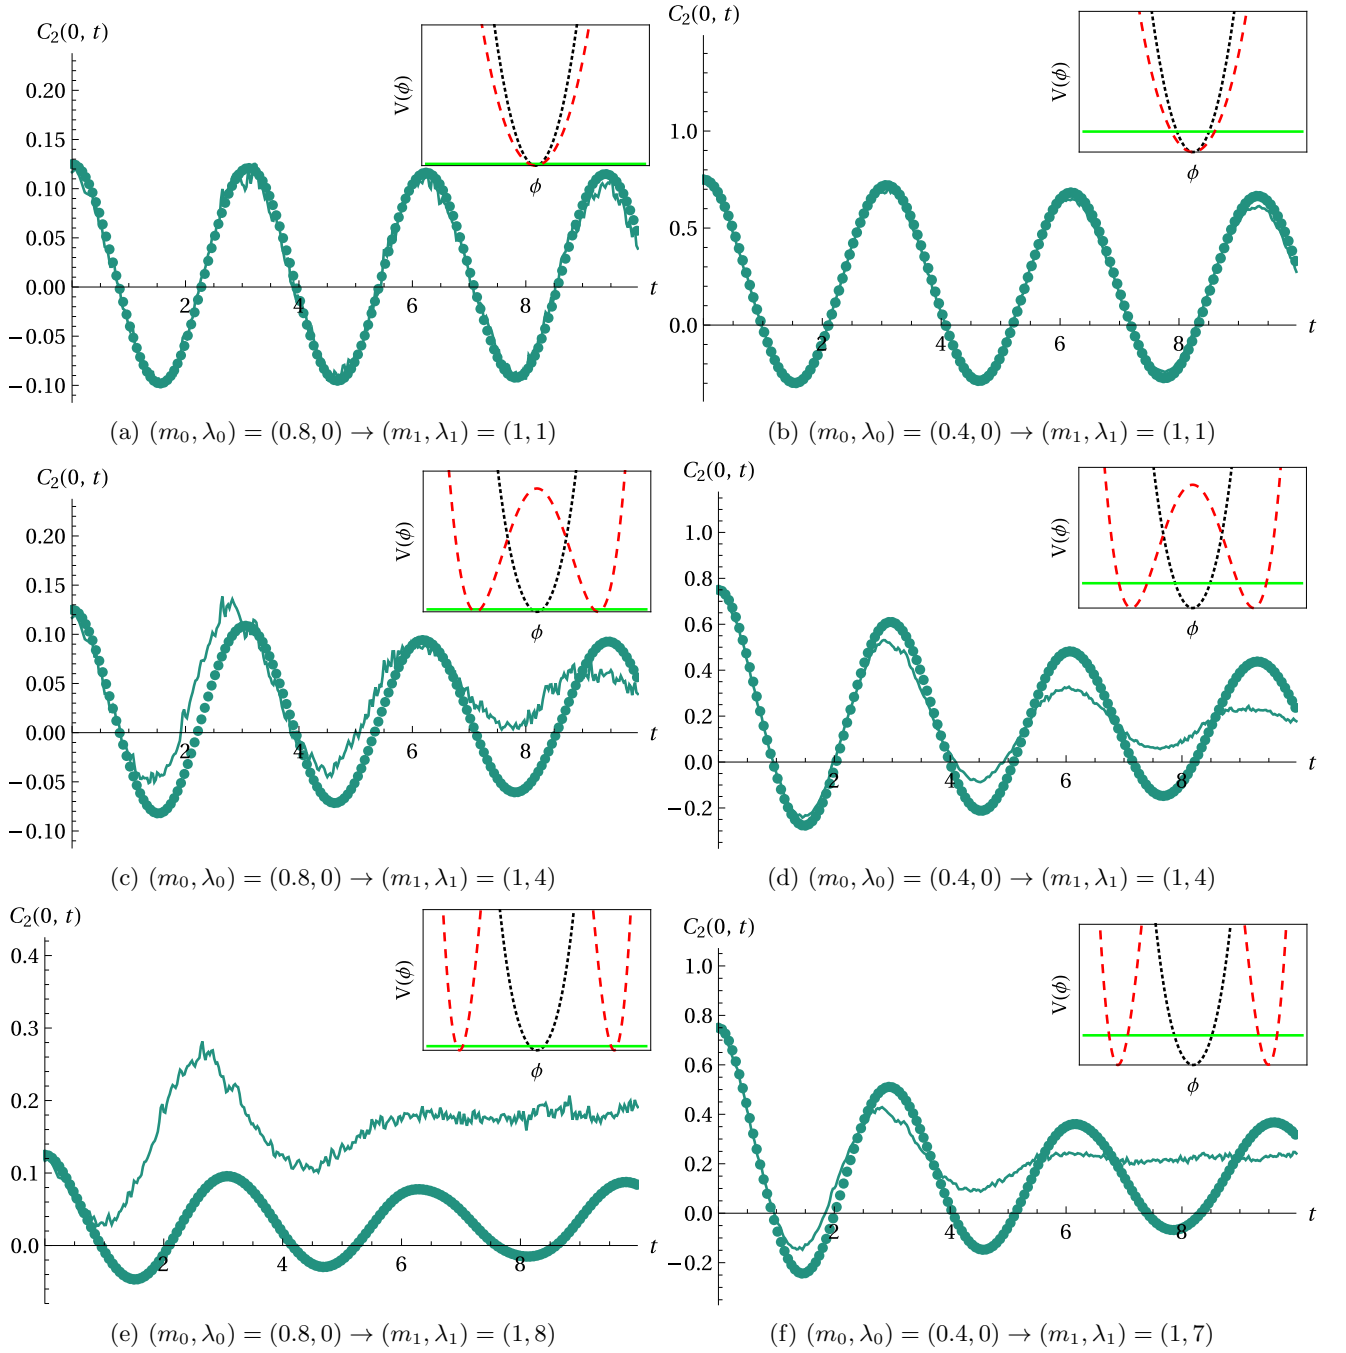 C₂(0, t)
0.20
0.15
0.10
0.05
0.00
−0.05
−0.10
2
4
6
8
t
V(ϕ)
ϕ
(a) (m₀, λ₀) = (0.8, 0) → (m₁, λ₁) = (1, 1)
C₂(0, t)
1.0
0.5
0.0
2
4
6
8
t
V(ϕ)
ϕ
(b) (m₀, λ₀) = (0.4, 0) → (m₁, λ₁) = (1, 1)
C₂(0, t)
0.20
0.15
0.10
0.05
0.00
−0.05
−0.10
2
4
6
8
t
V(ϕ)
ϕ
(c) (m₀, λ₀) = (0.8, 0) → (m₁, λ₁) = (1, 4)
C₂(0, t)
1.0
0.8
0.6
0.4
0.2
0.0
−0.2
2
4
6
8
t
V(ϕ)
ϕ
(d) (m₀, λ₀) = (0.4, 0) → (m₁, λ₁) = (1, 4)
C₂(0, t)
0.4
0.3
0.2
0.1
0.0
2
4
6
8
t
V(ϕ)
ϕ
(e) (m₀, λ₀) = (0.8, 0) → (m₁, λ₁) = (1, 8)
C₂(0, t)
1.0
0.8
0.6
0.4
0.2
0.0
−0.2
2
4
6
8
t
V(ϕ)
ϕ
(f) (m₀, λ₀) = (0.4, 0) → (m₁, λ₁) = (1, 7)